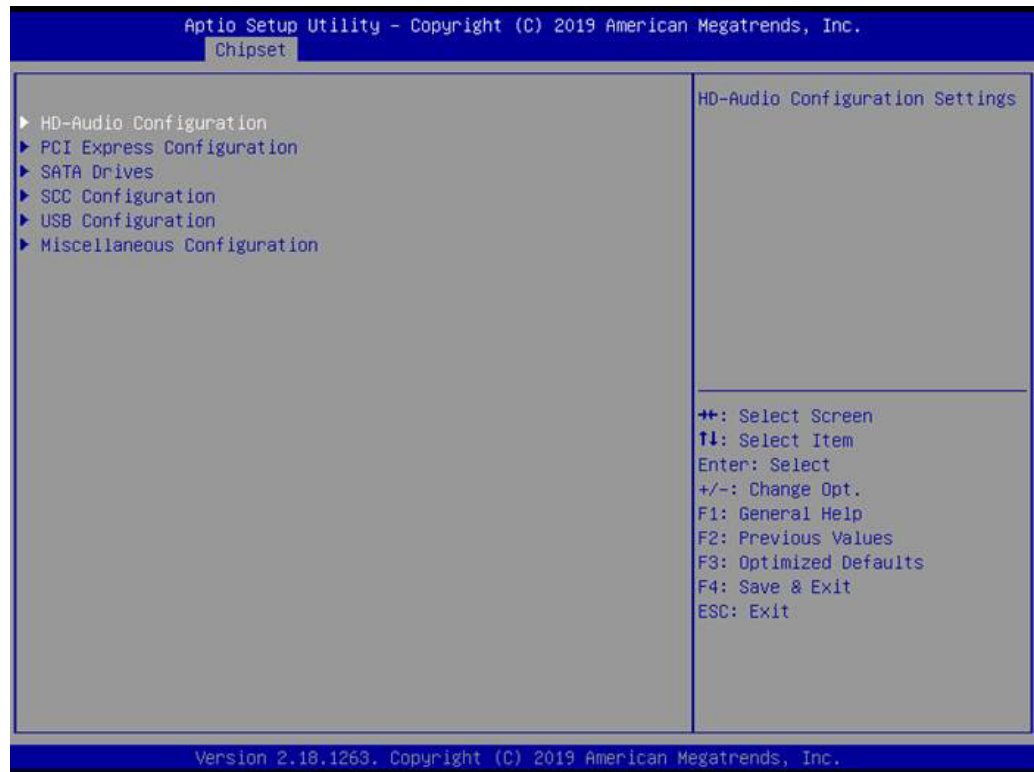 Aptio Setup Utility – Copyright (C) 2019 American Megatrends, Inc.
Chipset
HD-Audio Configuration
PCI Express Configuration
SATA Drives
SCC Configuration
USB Configuration
Miscellaneous Configuration
HD-Audio Configuration Settings
→←: Select Screen
↑↓: Select Item
Enter: Select
+/-: Change Opt.
F1: General Help
F2: Previous Values
F3: Optimized Defaults
F4: Save & Exit
ESC: Exit
Version 2.18.1263. Copyright (C) 2019 American Megatrends, Inc.